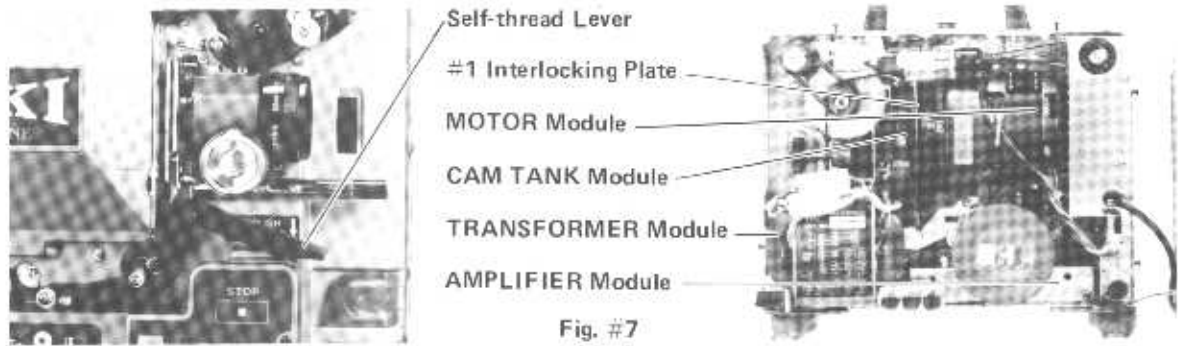 Self-thread Lever
#1 Interlocking Plate
MOTOR Module
CAM TANK Module
TRANSFORMER Module
AMPLIFIER Module
STOP
Fig. #7